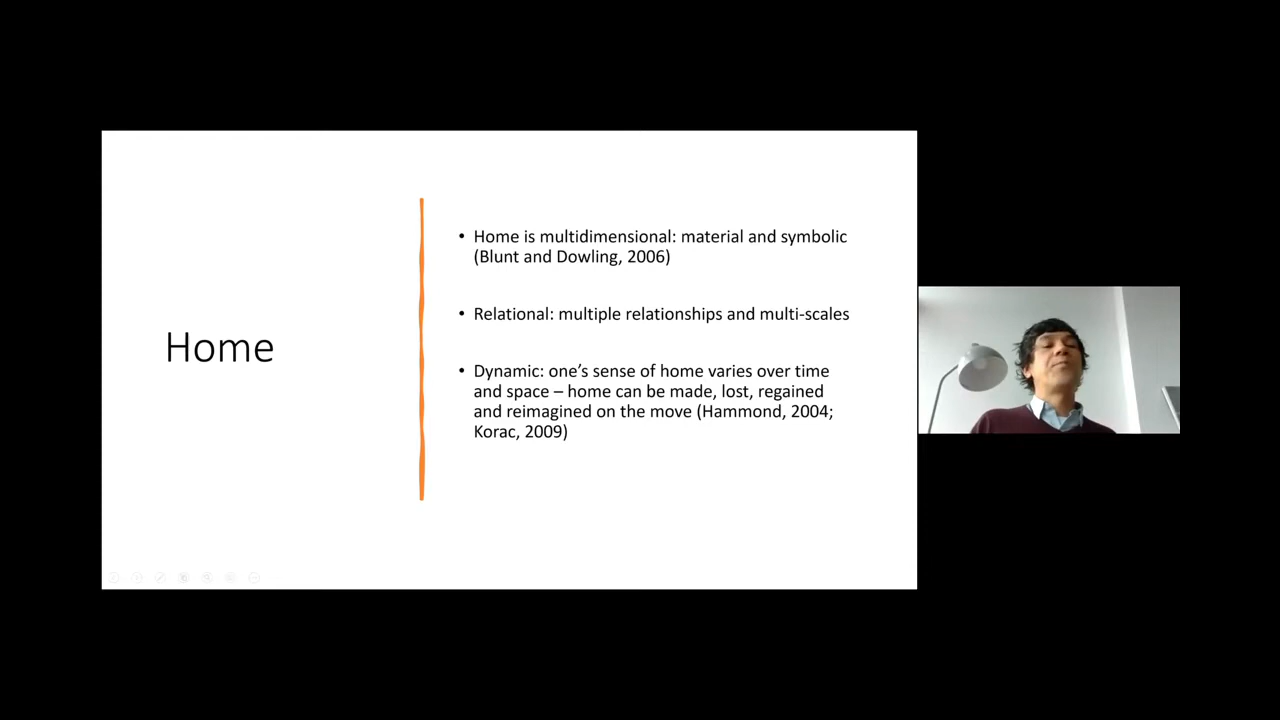 Home
• Home is multidimensional: material and symbolic
(Blunt and Dowling, 2006)
• Relational: multiple relationships and multi-scales
• Dynamic: one’s sense of home varies over time
and space – home can be made, lost, regained
and reimagined on the move (Hammond, 2004;
Korac, 2009)